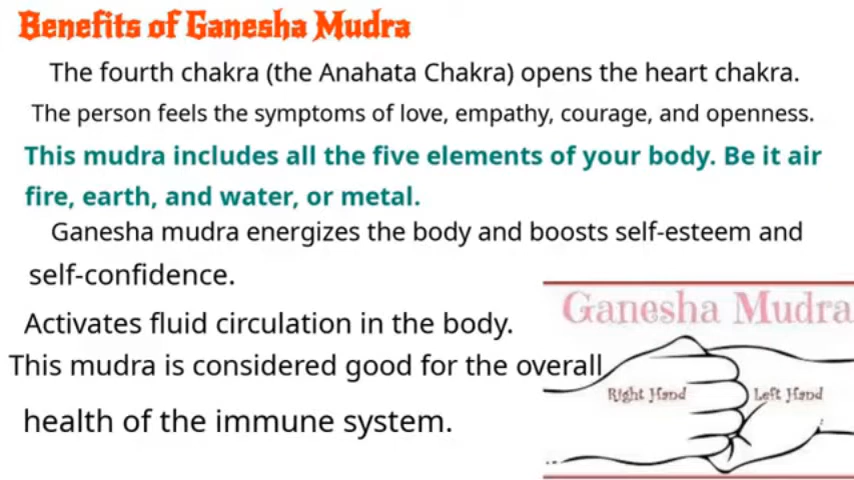 Benefits of Ganesha Mudra
The fourth chakra (the Anahata Chakra) opens the heart chakra.
The person feels the symptoms of love, empathy, courage, and openness.
This mudra includes all the five elements of your body. Be it air
fire, earth, and water, or metal.
Ganesha mudra energizes the body and boosts self-esteem and
self-confidence.
Activates fluid circulation in the body.
This mudra is considered good for the overall
health of the immune system.
Ganesha Mudra
Right Hand
Left Hand